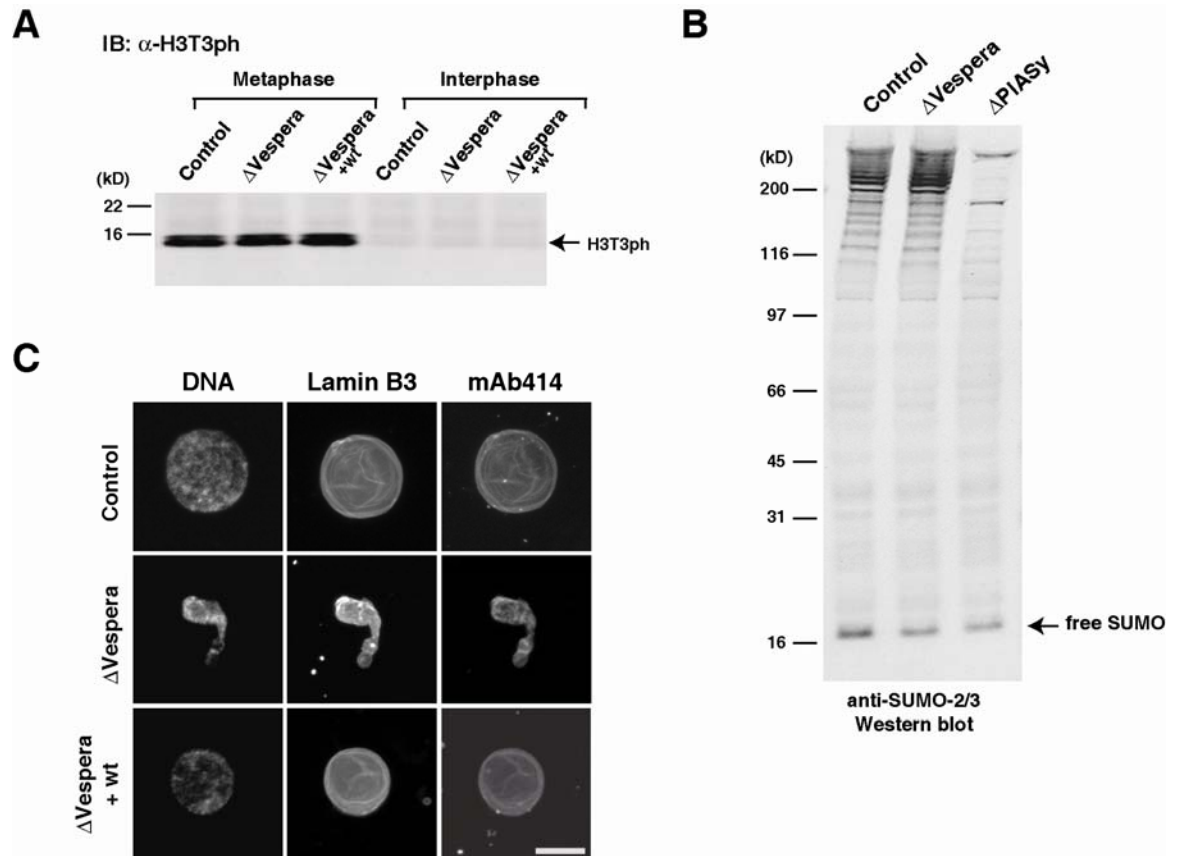 A
IB: α-H3T3ph
Metaphase
Interphase
Control
ΔVespera
ΔVespera
+wt
Control
ΔVespera
ΔVespera
+wt
(kD)
22
16
H3T3ph
B
Control
ΔVespera
ΔPIASy
(kD)
200
116
97
66
45
31
16
free SUMO
anti-SUMO-2/3
Western blot
C
DNA
Lamin B3
mAb414
Control
ΔVespera
ΔVespera
+ wt